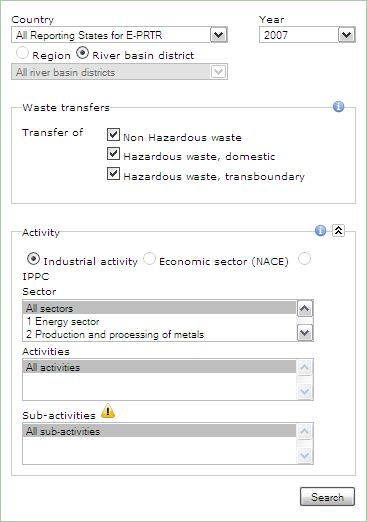 Country Year
All Reporting States for E-PRTR 2007
Region River basin district
All river basin districts
Waste transfers
Transfer of Non Hazardous waste
Hazardous waste, domestic
Hazardous waste, transboundary
Activity
Industrial activity Economic sector (NACE)
IPPC
Sector
All sectors
1 Energy sector
2 Production and processing of metals
Activities
All activities
Sub-activities
All sub-activities
Search